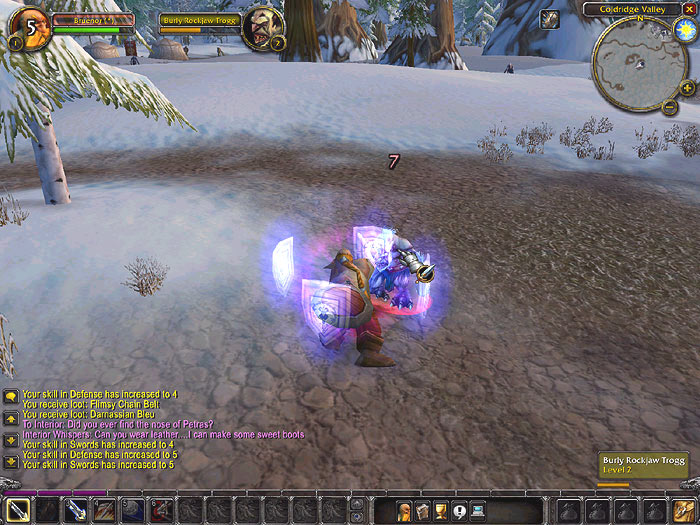 Bruenor (*)
Burly Rockjaw Trogg
Coldridge Valley
5
1
2
N
7
Your skill in Defense has increased to 4
You receive loot: Flimsy Chain Belt
You receive loot: Darnassian Bleu
To Interior: Did you ever find the nose of Petras?
Interior Whispers: Can you wear leather....I can make some sweet boots
Your skill in Swords has increased to 4
Your skill in Defense has increased to 5
Your skill in Swords has increased to 5
Burly Rockjaw Trogg
Level 2